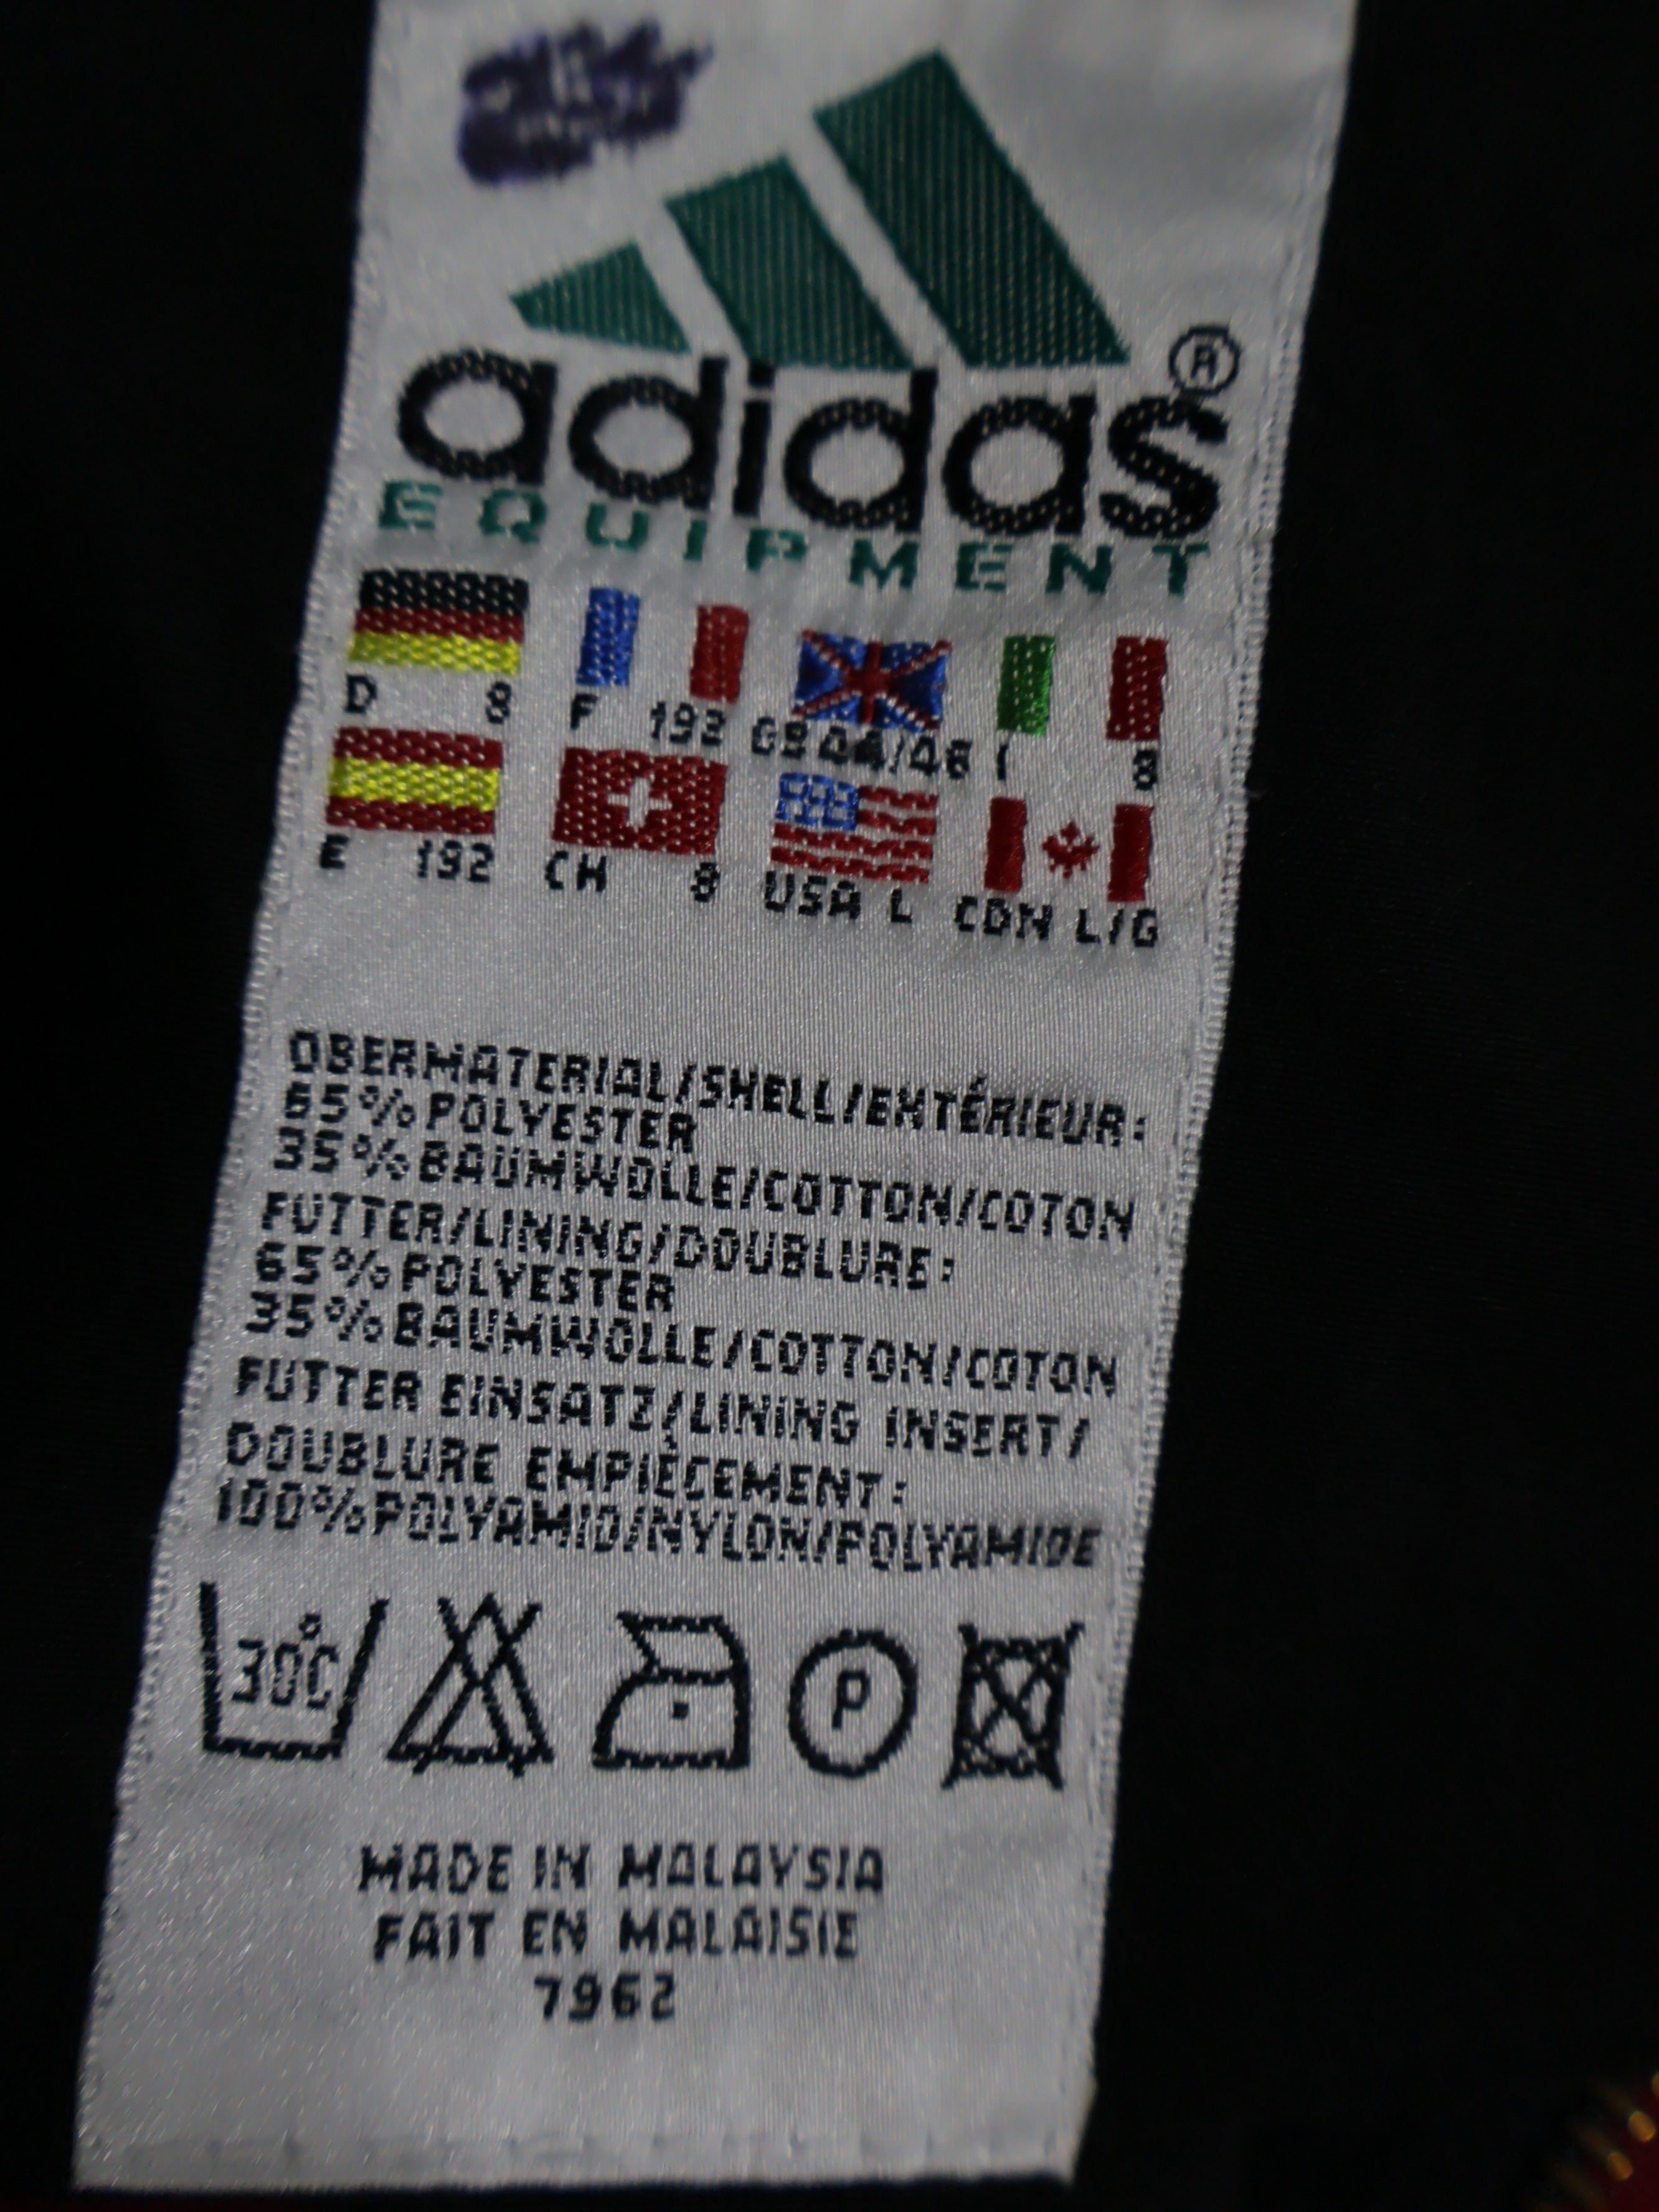 adidas®
EQUIPMENT
D 8 F 192 GB 44/46 I 8
E 192 CH 8 USA L CDN L/G
OBERMATERIAL/SHELL/EXTÉRIEUR:
65%POLYESTER
35%BAUMWOLLE/COTTON/COTON
FUTTER/LINING/DOUBLURE:
65%POLYESTER
35%BAUMWOLLE/COTTON/COTON
FUTTER EINSATZ/LINING INSERT/
DOUBLURE EMPIÈCEMENT:
100%POLYAMID/NYLON/POLYAMIDE
30°C P
MADE IN MALAYSIA
FAIT EN MALAISIE
7962